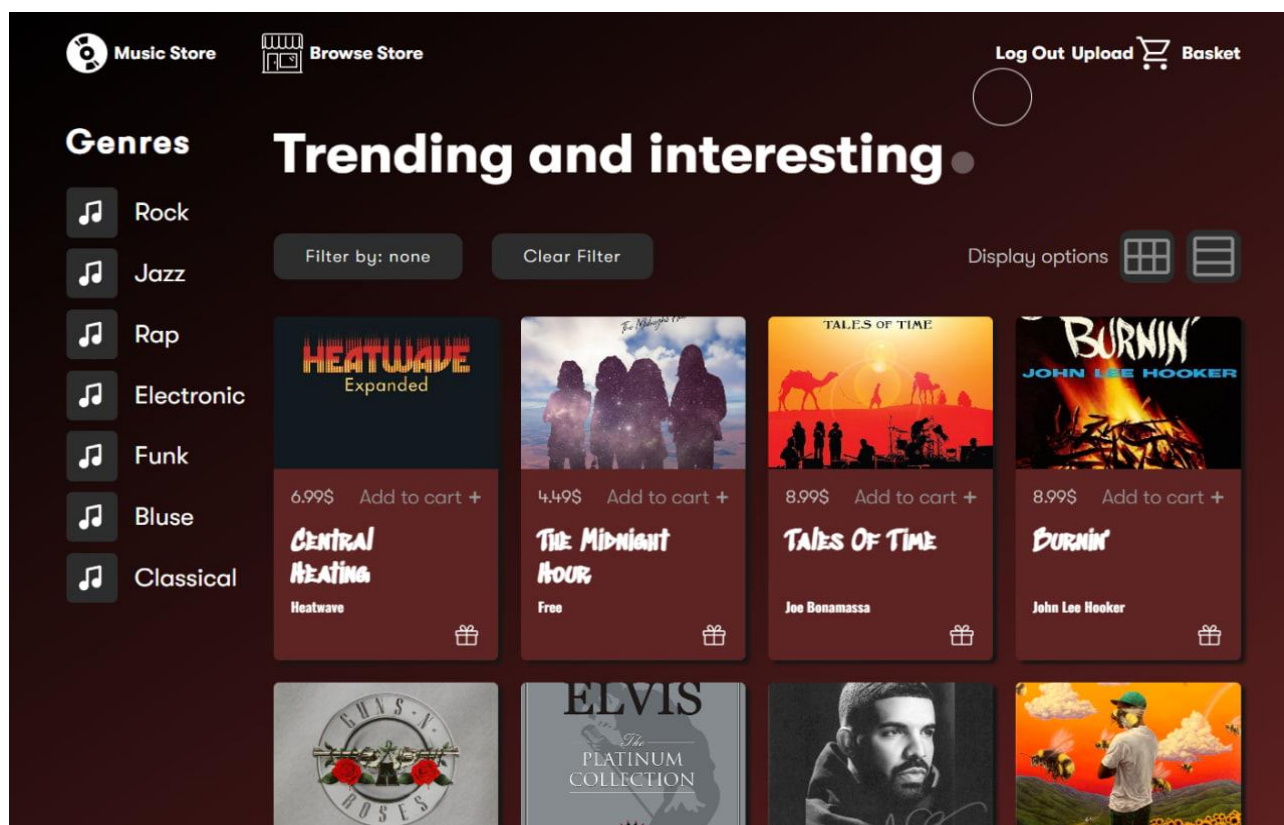 Music Store
Browse Store
Log Out Upload
Basket
Genres
Trending and interesting
Rock
Jazz
Rap
Electronic
Funk
Bluse
Classical
Filter by: none
Clear Filter
Display options
HEATWAVE
Expanded
6.99$ Add to cart +
CENTRAL
HEATING
Heatwave
The Midnight
4.49$ Add to cart +
THE MIDNIGHT
HOUR
Free
TALES OF TIME
8.99$ Add to cart +
TALES OF TIME
Joe Bonamassa
BURNIN'
JOHN LEE HOOKER
8.99$ Add to cart +
BURNIN'
John Lee Hooker
GUNS N'
ROSES
ELVIS
The
PLATINUM
COLLECTION